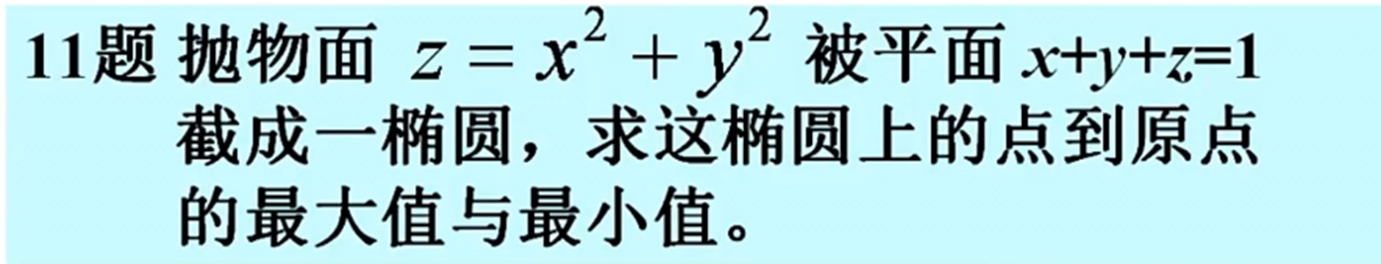 11题 抛物面 z = x² + y² 被平面 x+y+z=1
截成一椭圆，求这椭圆上的点到原点
的最大值与最小值。